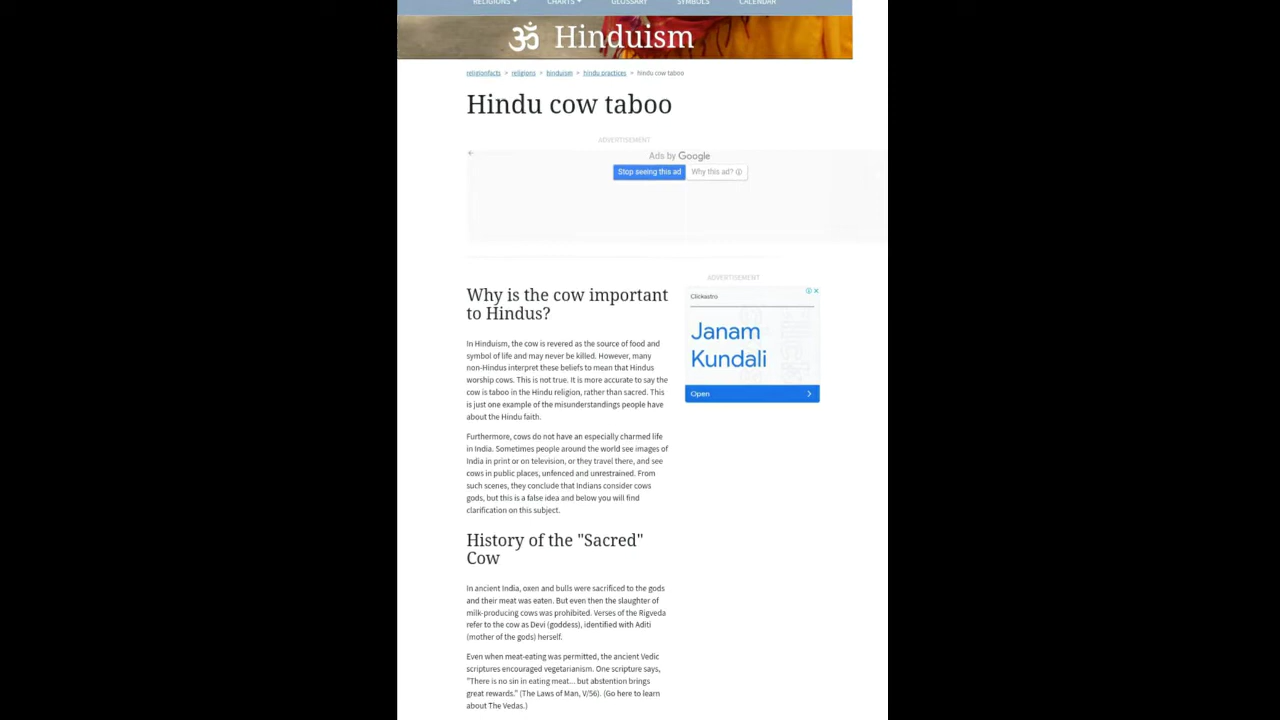 RELIGIONS CHARTS GLOSSARY SYMBOLS CALENDAR
ॐ Hinduism
religionfacts > religions > hinduism > hindu practices > hindu cow taboo
Hindu cow taboo
ADVERTISEMENT
Ads by Google
Stop seeing this ad Why this ad?
Why is the cow important
to Hindus?
In Hinduism, the cow is revered as the source of food and
symbol of life and may never be killed. However, many
non-Hindus interpret these beliefs to mean that Hindus
worship cows. This is not true. It is more accurate to say the
cow is taboo in the Hindu religion, rather than sacred. This
is just one example of the misunderstandings people have
about the Hindu faith.
Furthermore, cows do not have an especially charmed life
in India. Sometimes people around the world see images of
India in print or on television, or they travel there, and see
cows in public places, unfenced and unrestrained. From
such scenes, they conclude that Indians consider cows
gods, but this is a false idea and below you will find
clarification on this subject.
ADVERTISEMENT
Clickastro
Janam
Kundali
Open
History of the "Sacred"
Cow
In ancient India, oxen and bulls were sacrificed to the gods
and their meat was eaten. But even then the slaughter of
milk-producing cows was prohibited. Verses of the Rigveda
refer to the cow as Devi (goddess), identified with Aditi
(mother of the gods) herself.
Even when meat-eating was permitted, the ancient Vedic
scriptures encouraged vegetarianism. One scripture says,
"There is no sin in eating meat... but abstention brings
great rewards." (The Laws of Man, V/56). (Go here to learn
about The Vedas.)